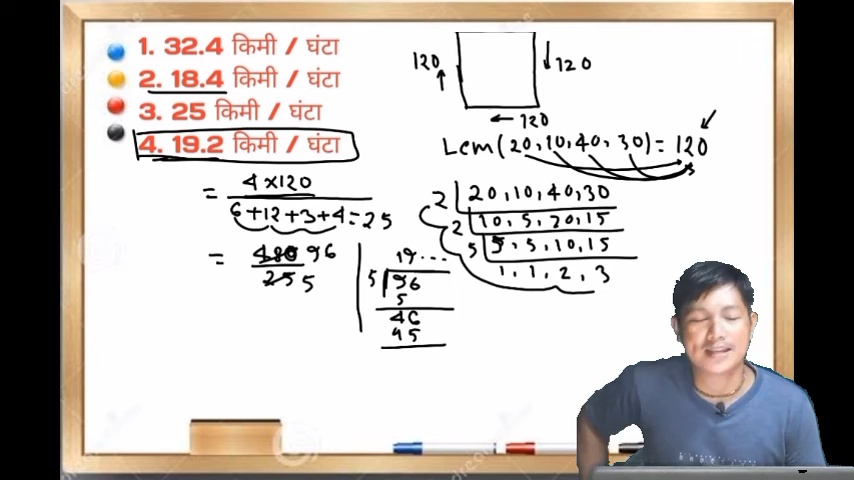 1. 32.4 किमी / घंटा
2. 18.4 किमी / घंटा
3. 25 किमी / घंटा
4. 19.2 किमी / घंटा
120
120
120
Lcm(20,10,40,30)=120
= 4×120
6+12+3+4=25
= 480 96
25 5
2 20,10,40,30
2 10,5,20,15
5 5,5,10,15
1,1,2,3
19...
5 96
5
46
45